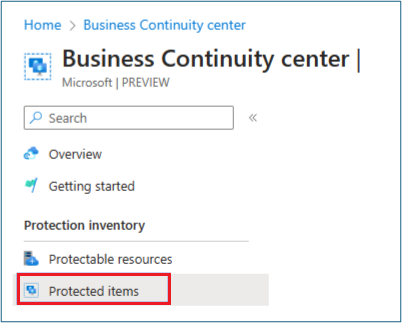 Home > Business Continuity center
Business Continuity center |
Microsoft | PREVIEW
Search «
Overview
Getting started
Protection inventory
Protectable resources
Protected items